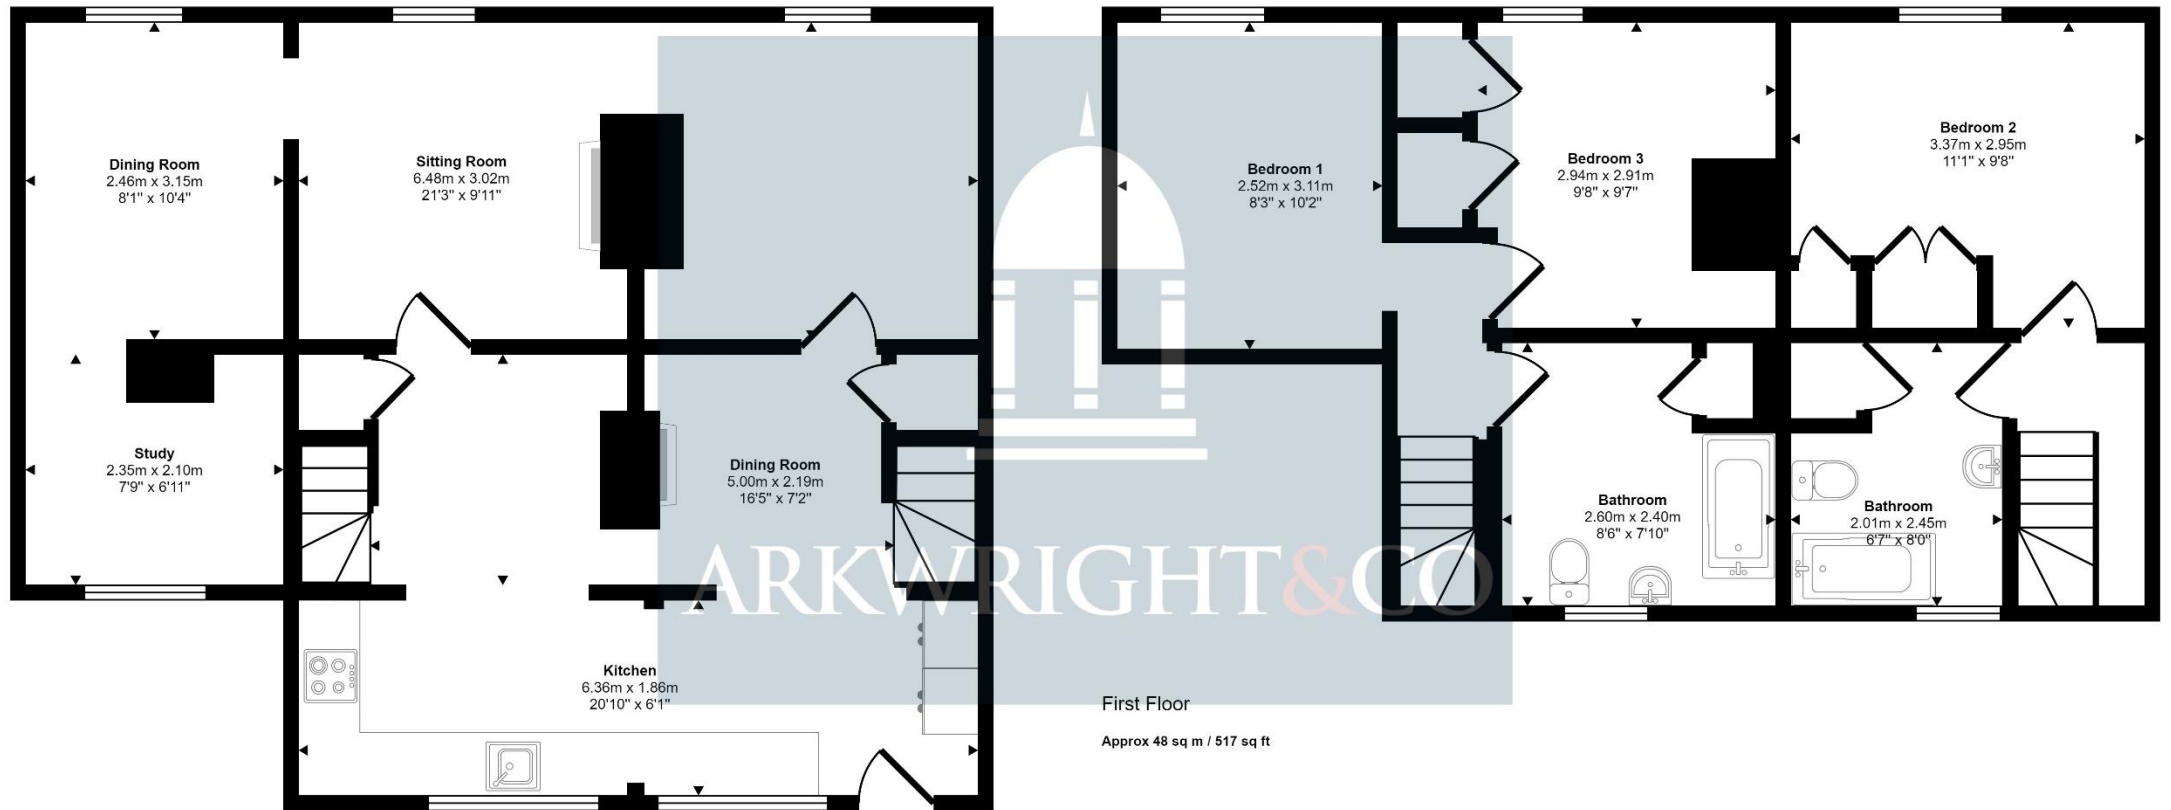 Dining Room
2.46m x 3.15m
8'1" x 10'4"
Sitting Room
6.48m x 3.02m
21'3" x 9'11"
Study
2.35m x 2.10m
7'9" x 6'11"
Dining Room
5.00m x 2.19m
16'5" x 7'2"
Kitchen
6.36m x 1.86m
20'10" x 6'1"
Bedroom 1
2.52m x 3.11m
8'3" x 10'2"
Bedroom 3
2.94m x 2.91m
9'8" x 9'7"
Bedroom 2
3.37m x 2.95m
11'1" x 9'8"
Bathroom
2.60m x 2.40m
8'6" x 7'10"
Bathroom
2.01m x 2.45m
6'7" x 8'0"
ARKWRIGHT&CO
First Floor
Approx 48 sq m / 517 sq ft